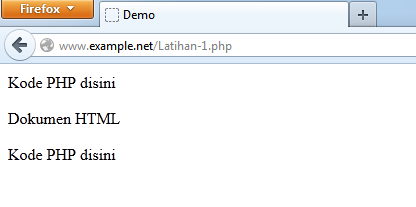 Firefox
Demo
www.example.net/Latihan-1.php
Kode PHP disini
Dokumen HTML
Kode PHP disini